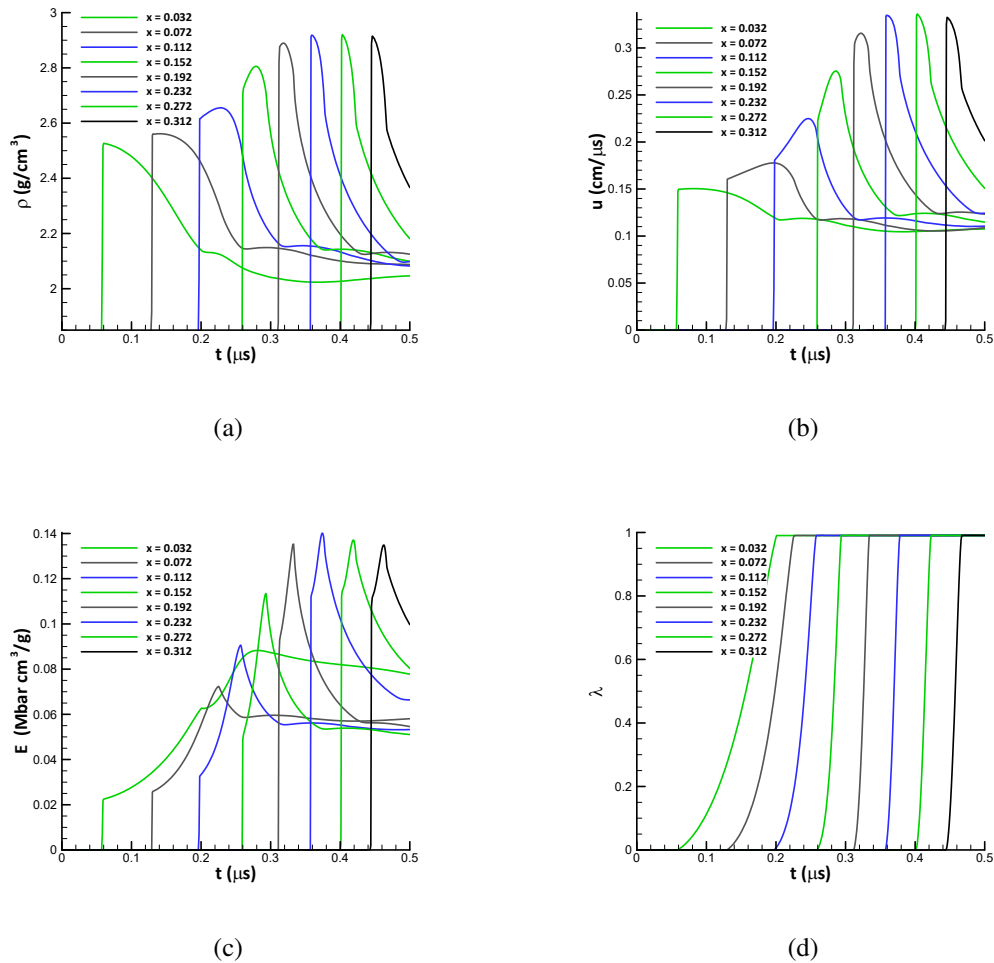 3
2.8
2.6
2.4
2.2
2
ρ (g/cm³)
x = 0.032
x = 0.072
x = 0.112
x = 0.152
x = 0.192
x = 0.232
x = 0.272
x = 0.312
0 0.1 0.2 0.3 0.4 0.5
t (μs)
(a)
0.3
0.25
0.2
0.15
0.1
0.05
0
u (cm/μs)
x = 0.032
x = 0.072
x = 0.112
x = 0.152
x = 0.192
x = 0.232
x = 0.272
x = 0.312
0 0.1 0.2 0.3 0.4 0.5
t (μs)
(b)
0.14
0.12
0.1
0.08
0.06
0.04
0.02
0
E (Mbar cm³/g)
x = 0.032
x = 0.072
x = 0.112
x = 0.152
x = 0.192
x = 0.232
x = 0.272
x = 0.312
0 0.1 0.2 0.3 0.4 0.5
t (μs)
(c)
1
0.8
0.6
0.4
0.2
0
λ
x = 0.032
x = 0.072
x = 0.112
x = 0.152
x = 0.192
x = 0.232
x = 0.272
x = 0.312
0 0.1 0.2 0.3 0.4 0.5
t (μs)
(d)